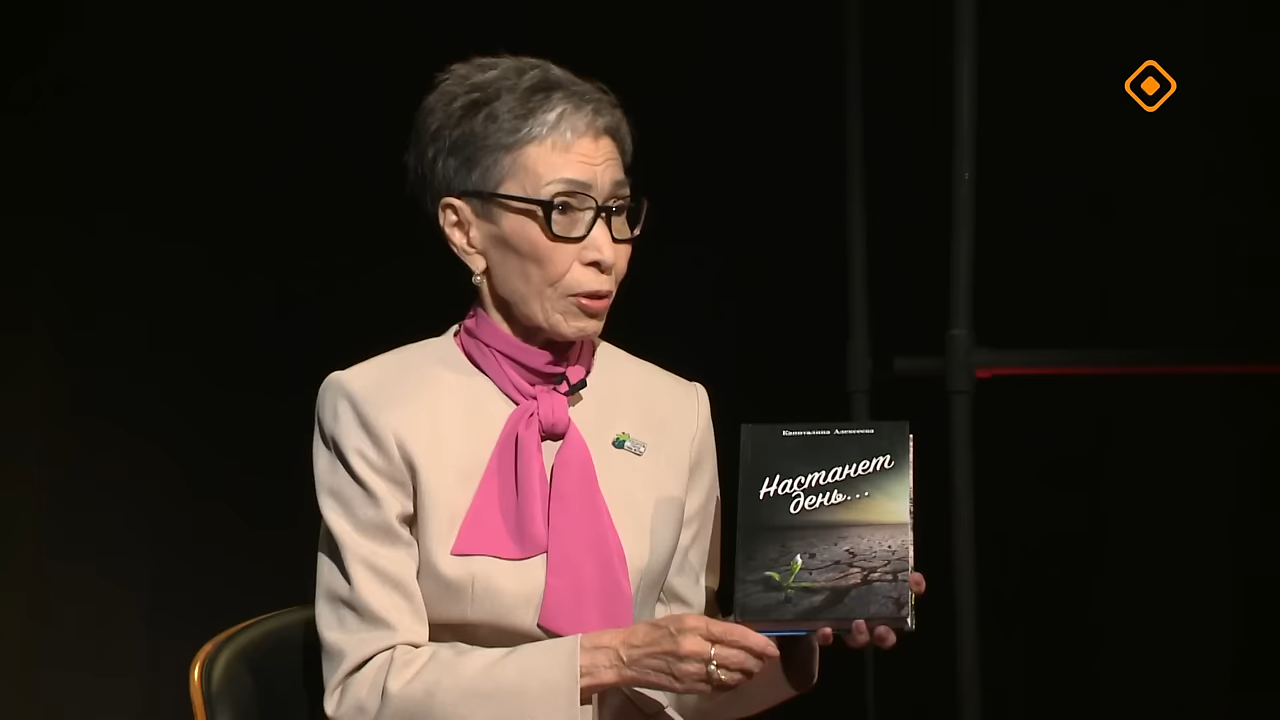 Капиталина Алексеева
Настанет
день...